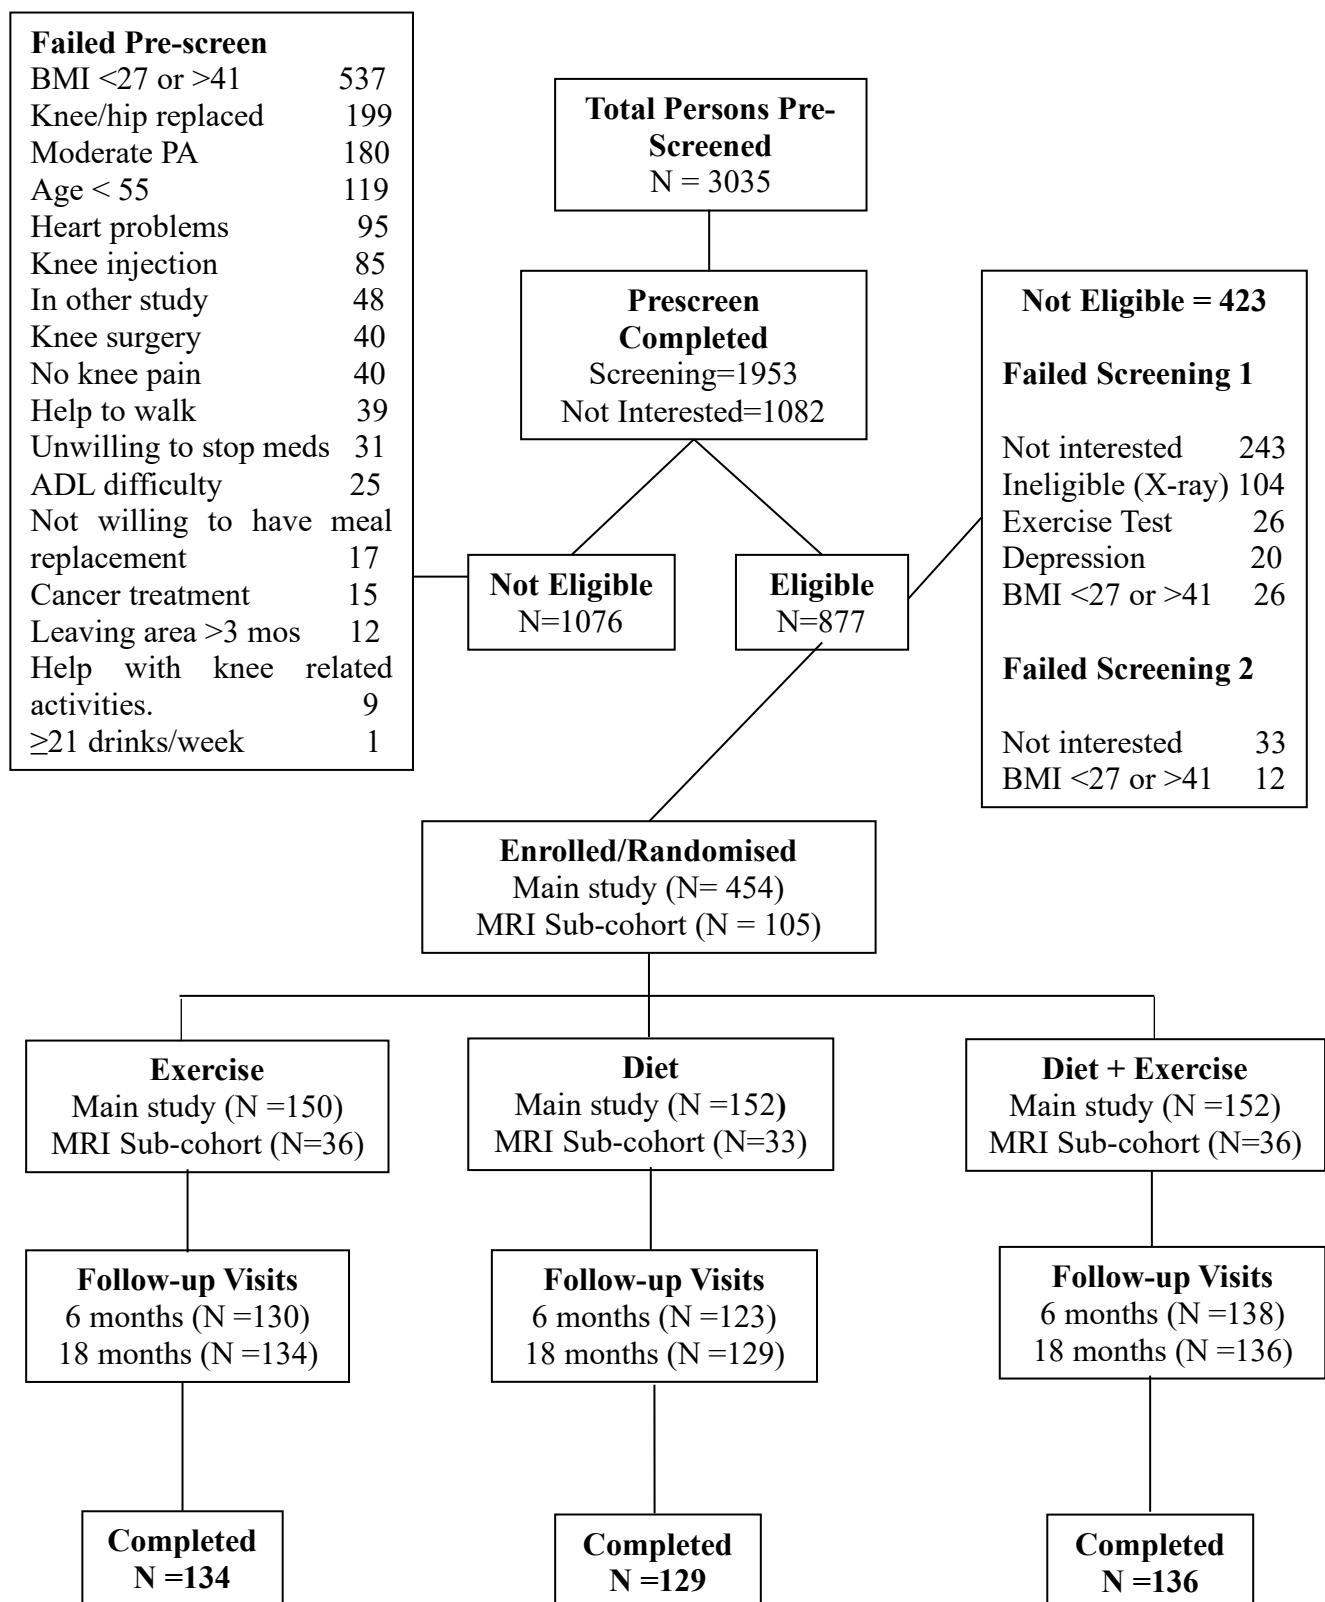 Failed Pre-screen
BMI <27 or >41 537
Knee/hip replaced 199
Moderate PA 180
Age < 55 119
Heart problems 95
Knee injection 85
In other study 48
Knee surgery 40
No knee pain 40
Help to walk 39
Unwilling to stop meds 31
ADL difficulty 25
Not willing to have meal
replacement 17
Cancer treatment 15
Leaving area >3 mos 12
Help with knee related
activities. 9
≥21 drinks/week 1
Total Persons Pre-
Screened
N = 3035
Prescreen
Completed
Screening=1953
Not Interested=1082
Not Eligible
N=1076
Eligible
N=877
Not Eligible = 423
Failed Screening 1
Not interested 243
Ineligible (X-ray) 104
Exercise Test 26
Depression 20
BMI <27 or >41 26
Failed Screening 2
Not interested 33
BMI <27 or >41 12
Enrolled/Randomised
Main study (N= 454)
MRI Sub-cohort (N = 105)
Exercise
Main study (N =150)
MRI Sub-cohort (N=36)
Diet
Main study (N =152)
MRI Sub-cohort (N=33)
Diet + Exercise
Main study (N =152)
MRI Sub-cohort (N=36)
Follow-up Visits
6 months (N =130)
18 months (N =134)
Follow-up Visits
6 months (N =123)
18 months (N =129)
Follow-up Visits
6 months (N =138)
18 months (N =136)
Completed
N =134
Completed
N =129
Completed
N =136